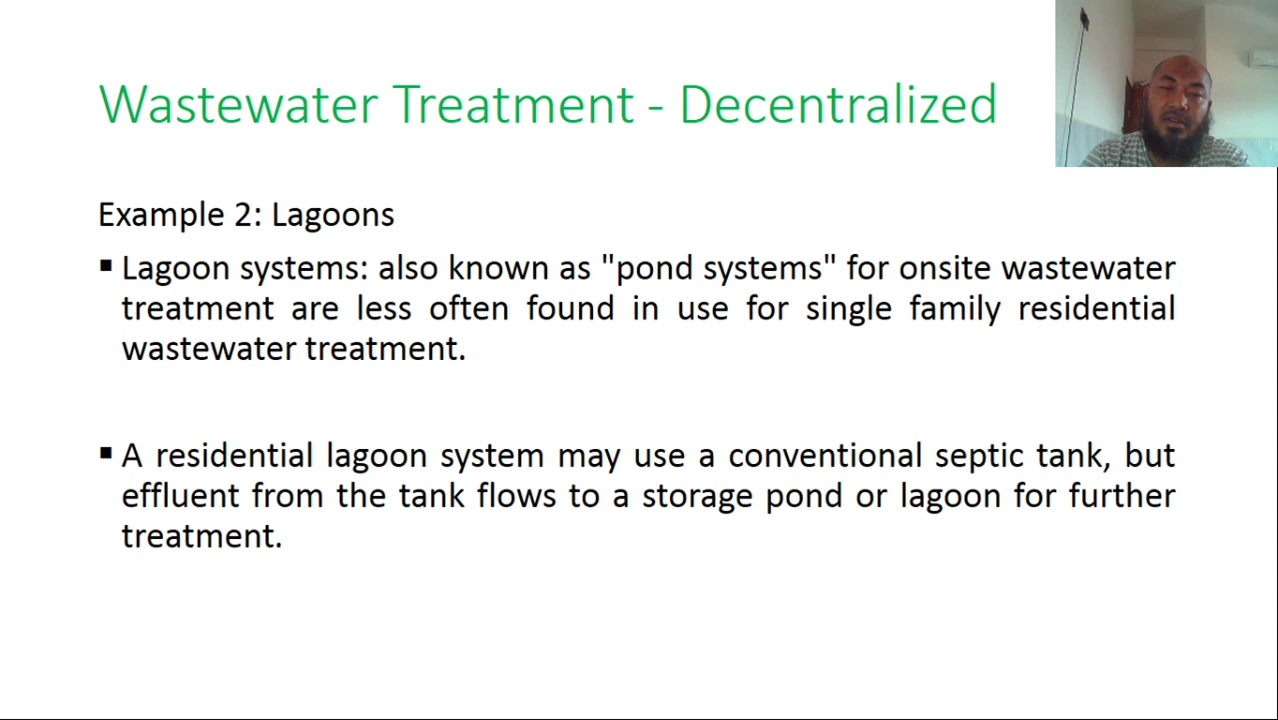 Wastewater Treatment - Decentralized
Example 2: Lagoons
▪ Lagoon systems: also known as "pond systems" for onsite wastewater
treatment are less often found in use for single family residential
wastewater treatment.
▪ A residential lagoon system may use a conventional septic tank, but
effluent from the tank flows to a storage pond or lagoon for further
treatment.